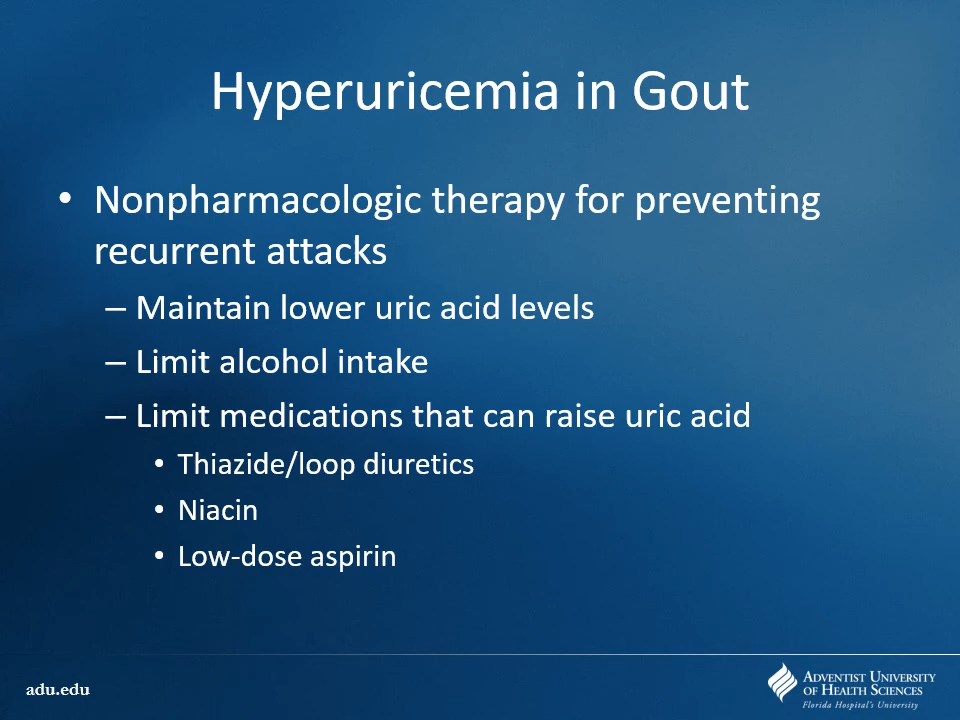 Hyperuricemia in Gout
• Nonpharmacologic therapy for preventing
recurrent attacks
– Maintain lower uric acid levels
– Limit alcohol intake
– Limit medications that can raise uric acid
• Thiazide/loop diuretics
• Niacin
• Low-dose aspirin
adu.edu
ADVENTIST UNIVERSITY
OF HEALTH SCIENCES
Florida Hospital's University